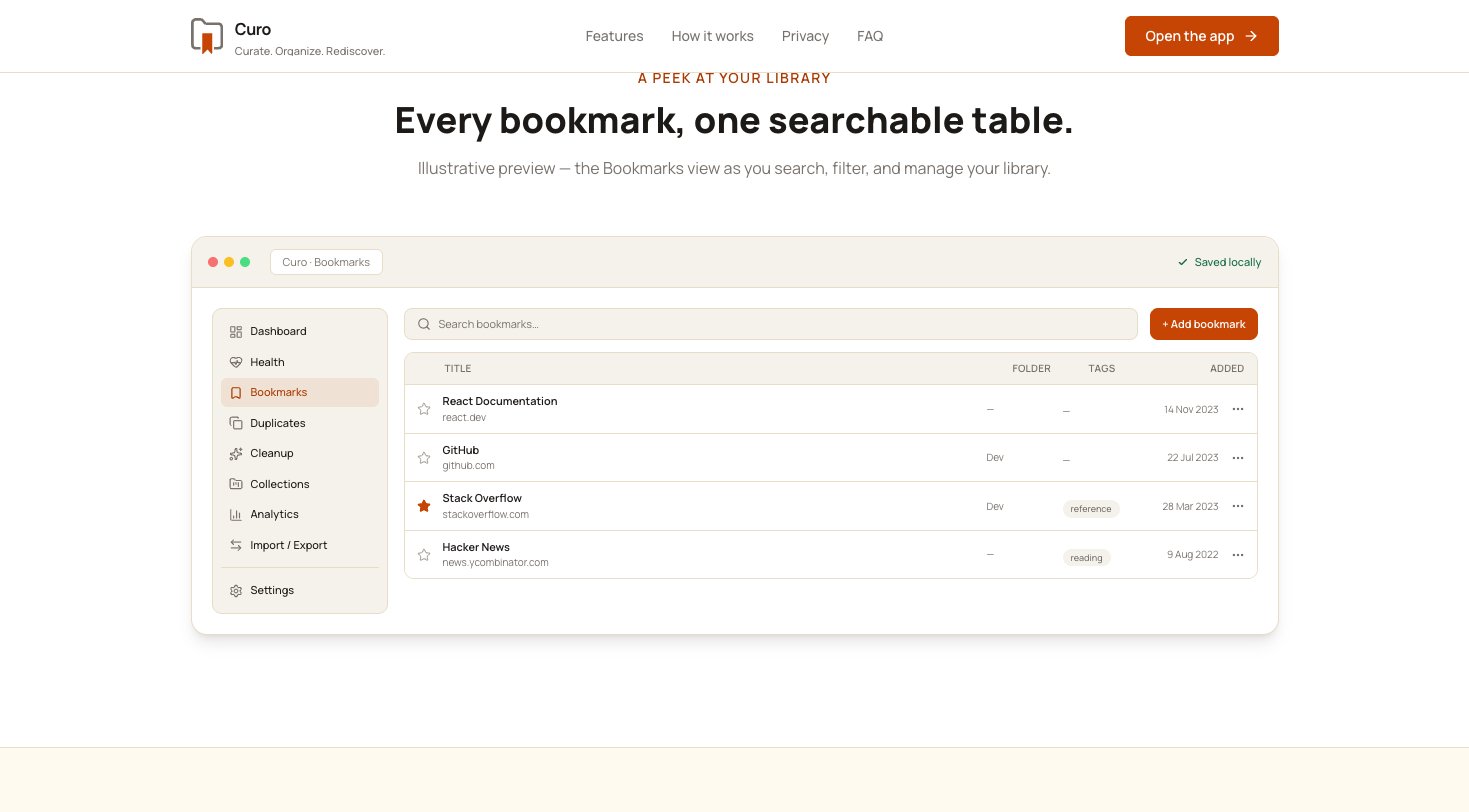 Curo
Curate. Organize. Rediscover.
Features How it works Privacy FAQ
Open the app →
A PEEK AT YOUR LIBRARY
Every bookmark, one searchable table.
Illustrative preview — the Bookmarks view as you search, filter, and manage your library.
Curo · Bookmarks
Saved locally
Dashboard
Health
Bookmarks
Duplicates
Cleanup
Collections
Analytics
Import / Export
Settings
Search bookmarks…
+ Add bookmark
TITLE FOLDER TAGS ADDED
React Documentation
react.dev
— — 14 Nov 2023 ···
GitHub
github.com
Dev — 22 Jul 2023 ···
Stack Overflow
stackoverflow.com
Dev reference 28 Mar 2023 ···
Hacker News
news.ycombinator.com
— reading 9 Aug 2022 ···